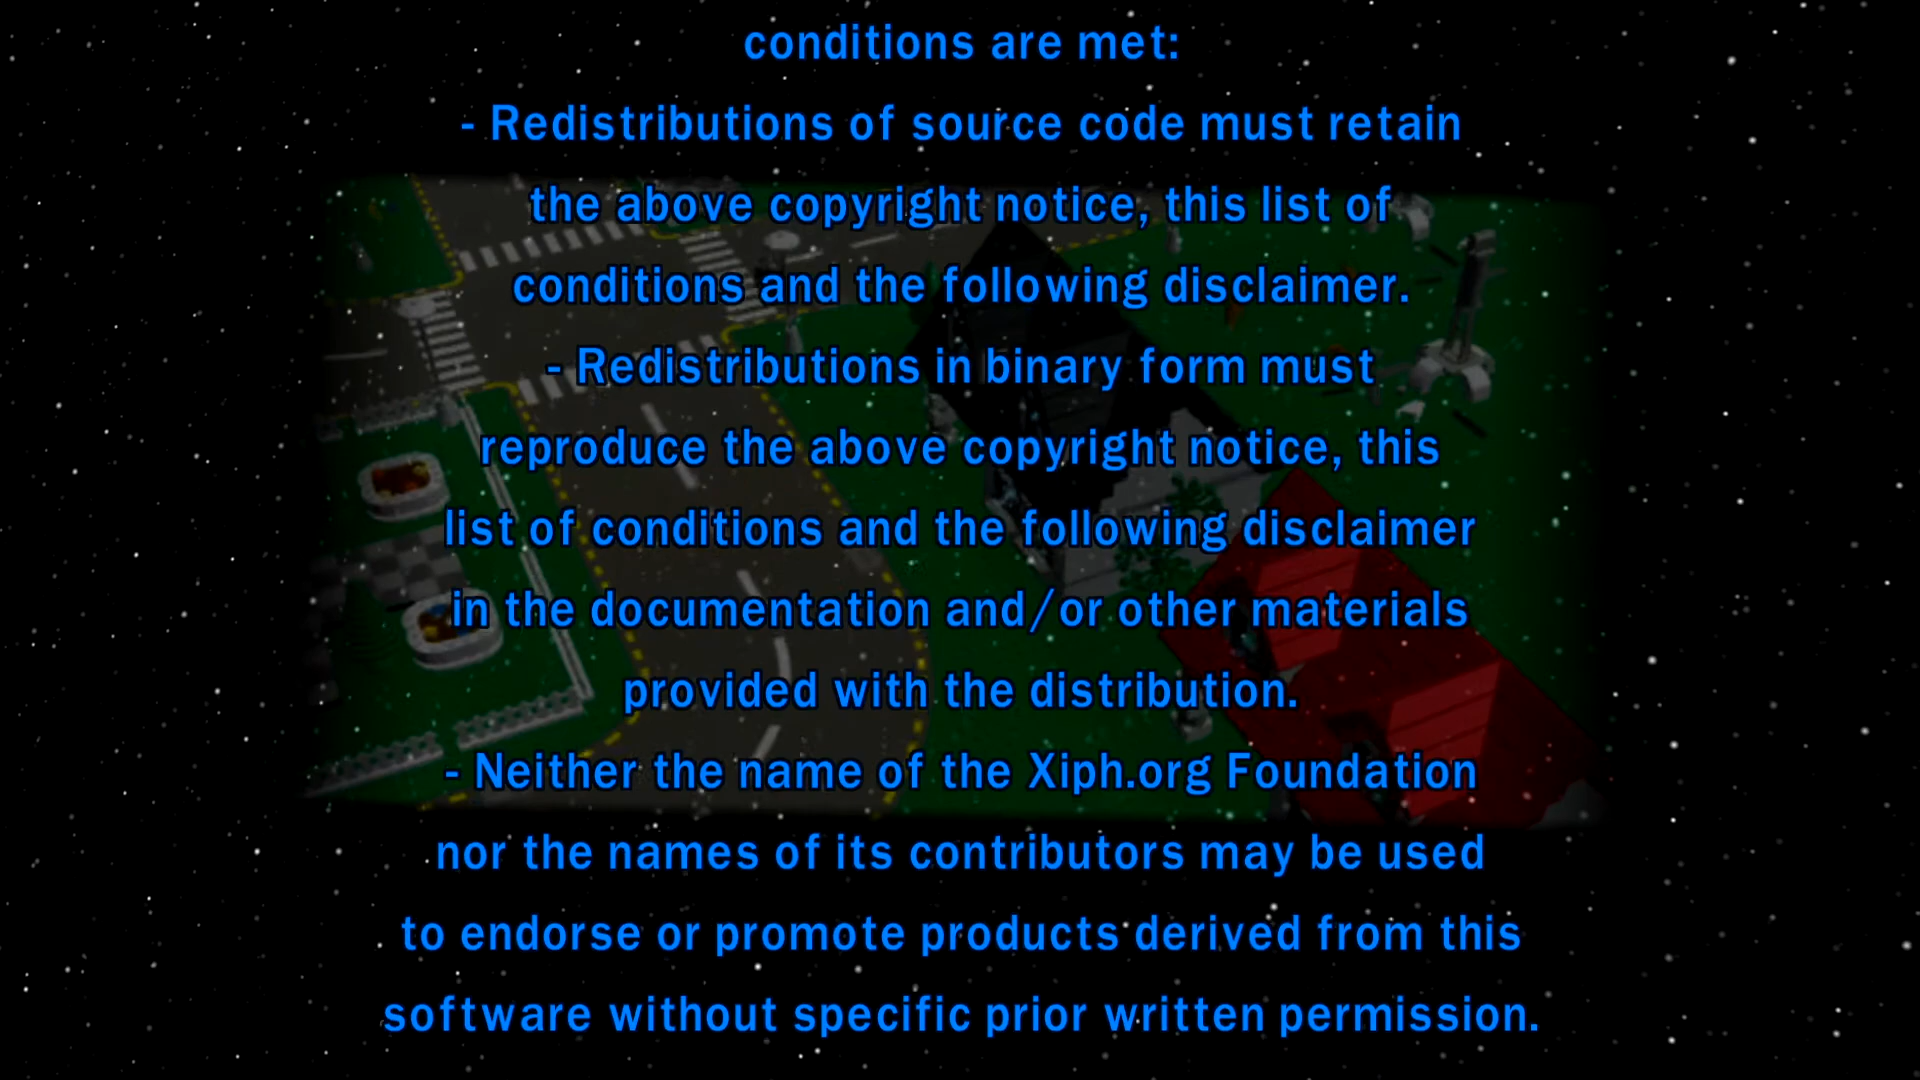 conditions are met:
- Redistributions of source code must retain
the above copyright notice, this list of
conditions and the following disclaimer.
- Redistributions in binary form must
reproduce the above copyright notice, this
list of conditions and the following disclaimer
in the documentation and/or other materials
provided with the distribution.
- Neither the name of the Xiph.org Foundation
nor the names of its contributors may be used
to endorse or promote products derived from this
software without specific prior written permission.